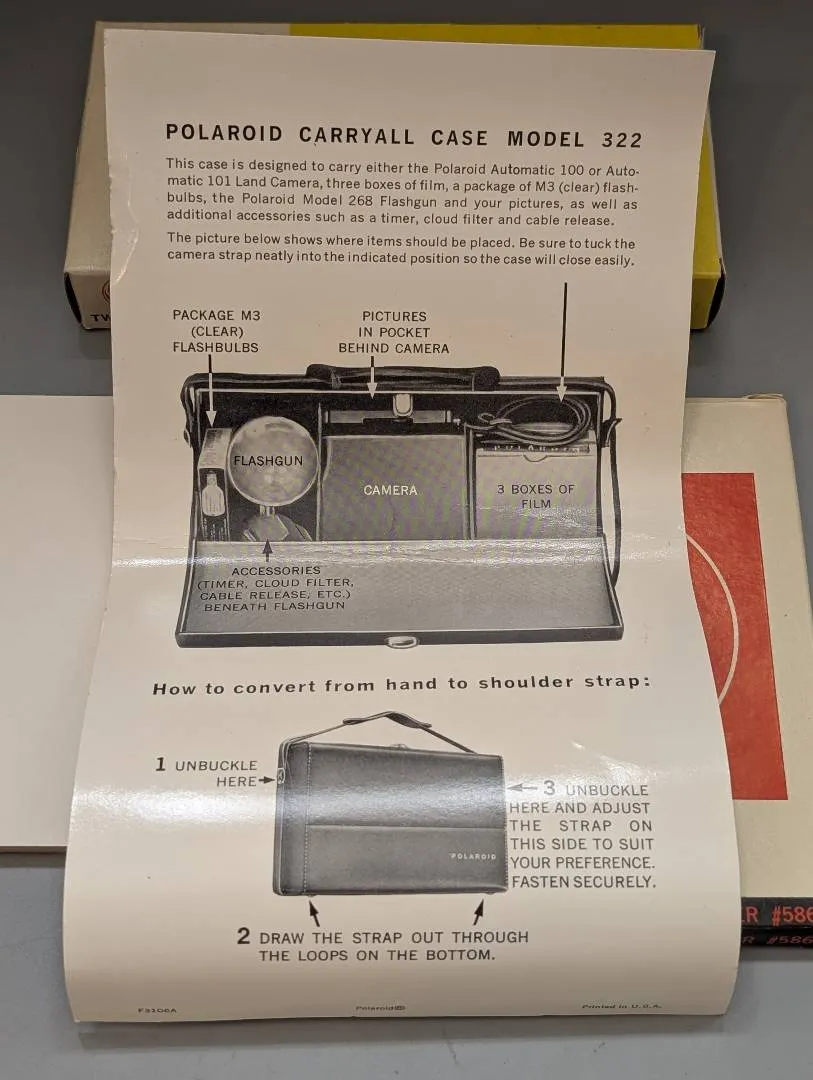 POLAROID CARRYALL CASE MODEL 322
This case is designed to carry either the Polaroid Automatic 100 or Auto-
matic 101 Land Camera, three boxes of film, a package of M3 (clear) flash-
bulbs, the Polaroid Model 268 Flashgun and your pictures, as well as
additional accessories such as a timer, cloud filter and cable release.
The picture below shows where items should be placed. Be sure to tuck the
camera strap neatly into the indicated position so the case will close easily.
PACKAGE M3
(CLEAR)
FLASHBULBS
PICTURES
IN POCKET
BEHIND CAMERA
FLASHGUN
CAMERA
POLAROID
3 BOXES OF
FILM
ACCESSORIES
(TIMER, CLOUD FILTER,
CABLE RELEASE, ETC.)
BENEATH FLASHGUN
How to convert from hand to shoulder strap:
1 UNBUCKLE
HERE
3 UNBUCKLE
HERE AND ADJUST
THE STRAP ON
THIS SIDE TO SUIT
YOUR PREFERENCE.
FASTEN SECURELY.
POLAROID
2 DRAW THE STRAP OUT THROUGH
THE LOOPS ON THE BOTTOM.
F3106A
Polaroid®
Printed in U.S.A.
TW
R #586
R #586